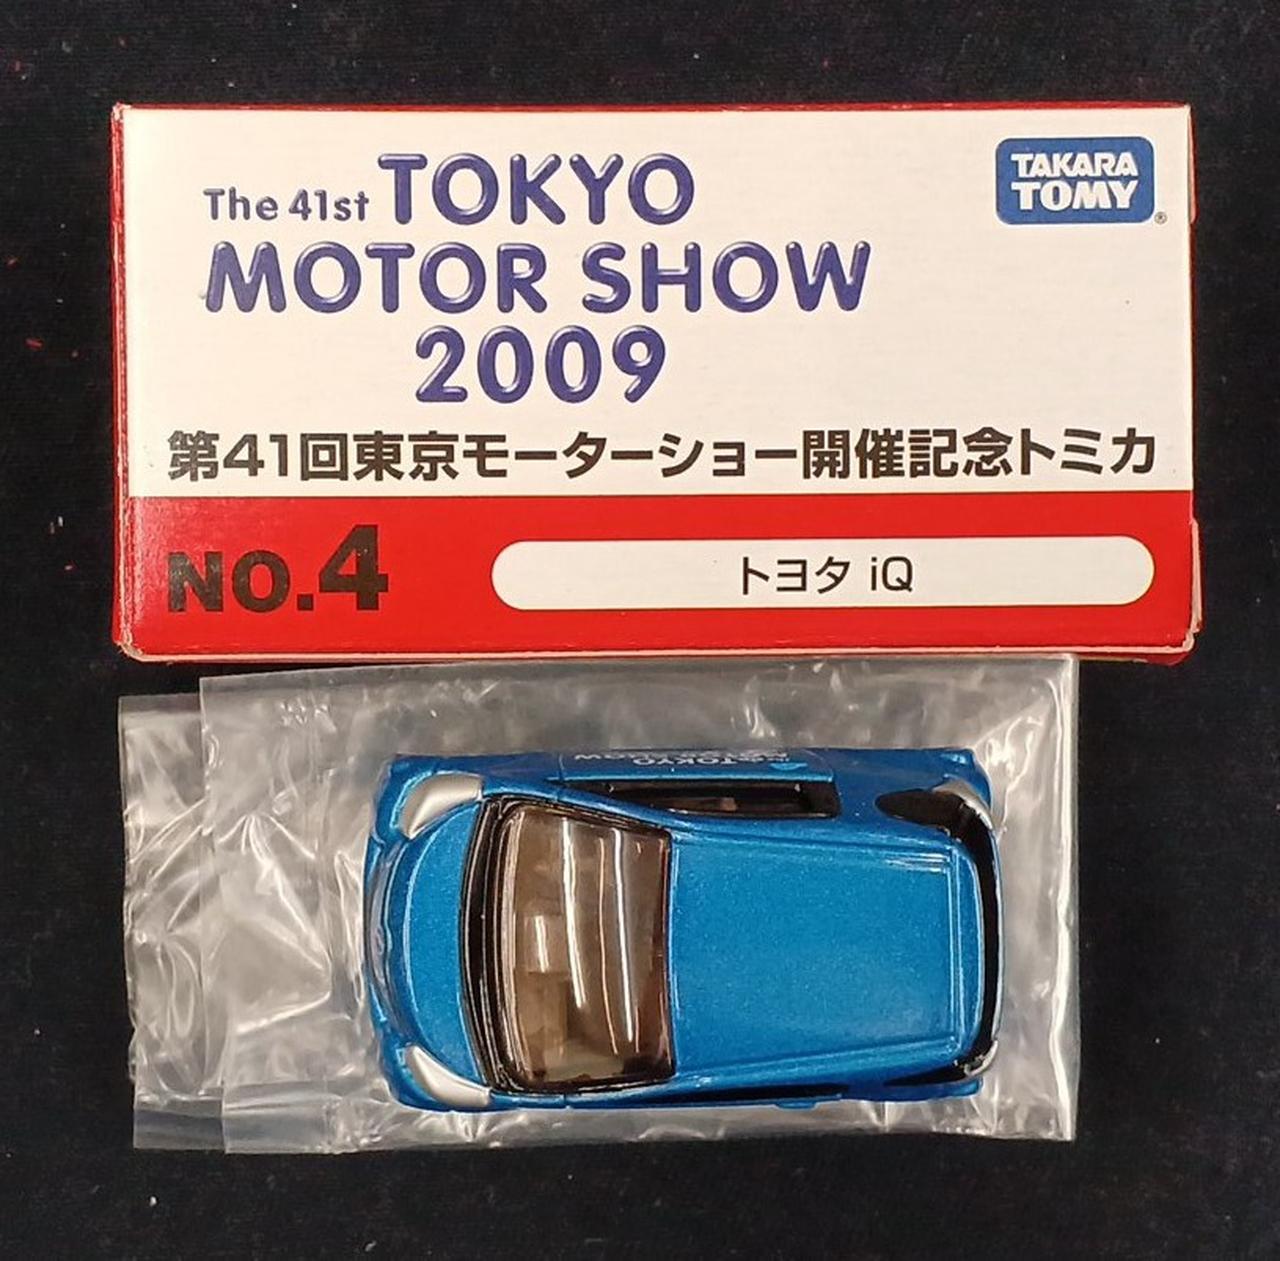 The 41st TOKYO
MOTOR SHOW
2009
TAKARA
TOMY
®
第41回東京モーターショー開催記念トミカ
NO.4
トヨタ iQ
TOKYO